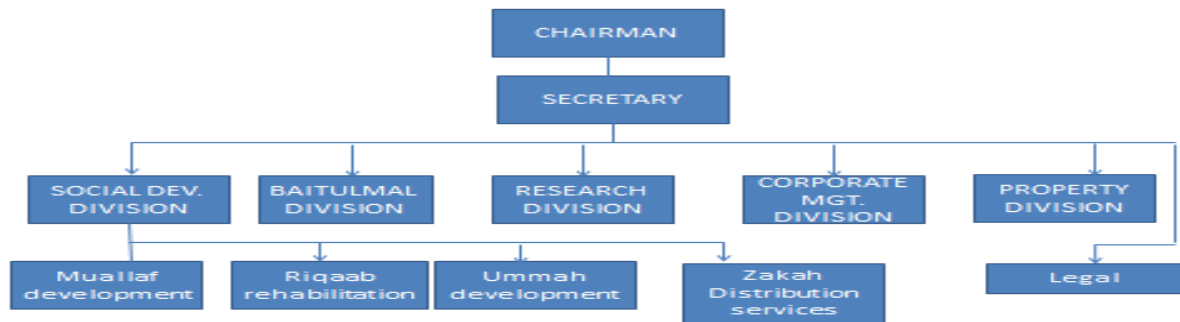 CHAIRMAN
SECRETARY
SOCIAL DEV.
DIVISION
BAITULMAL
DIVISION
RESEARCH
DIVISION
CORPORATE
MGT.
DIVISION
PROPERTY
DIVISION
Muallaf
development
Riqaab
rehabilitation
Ummah
development
Zakah
Distribution
services
Legal